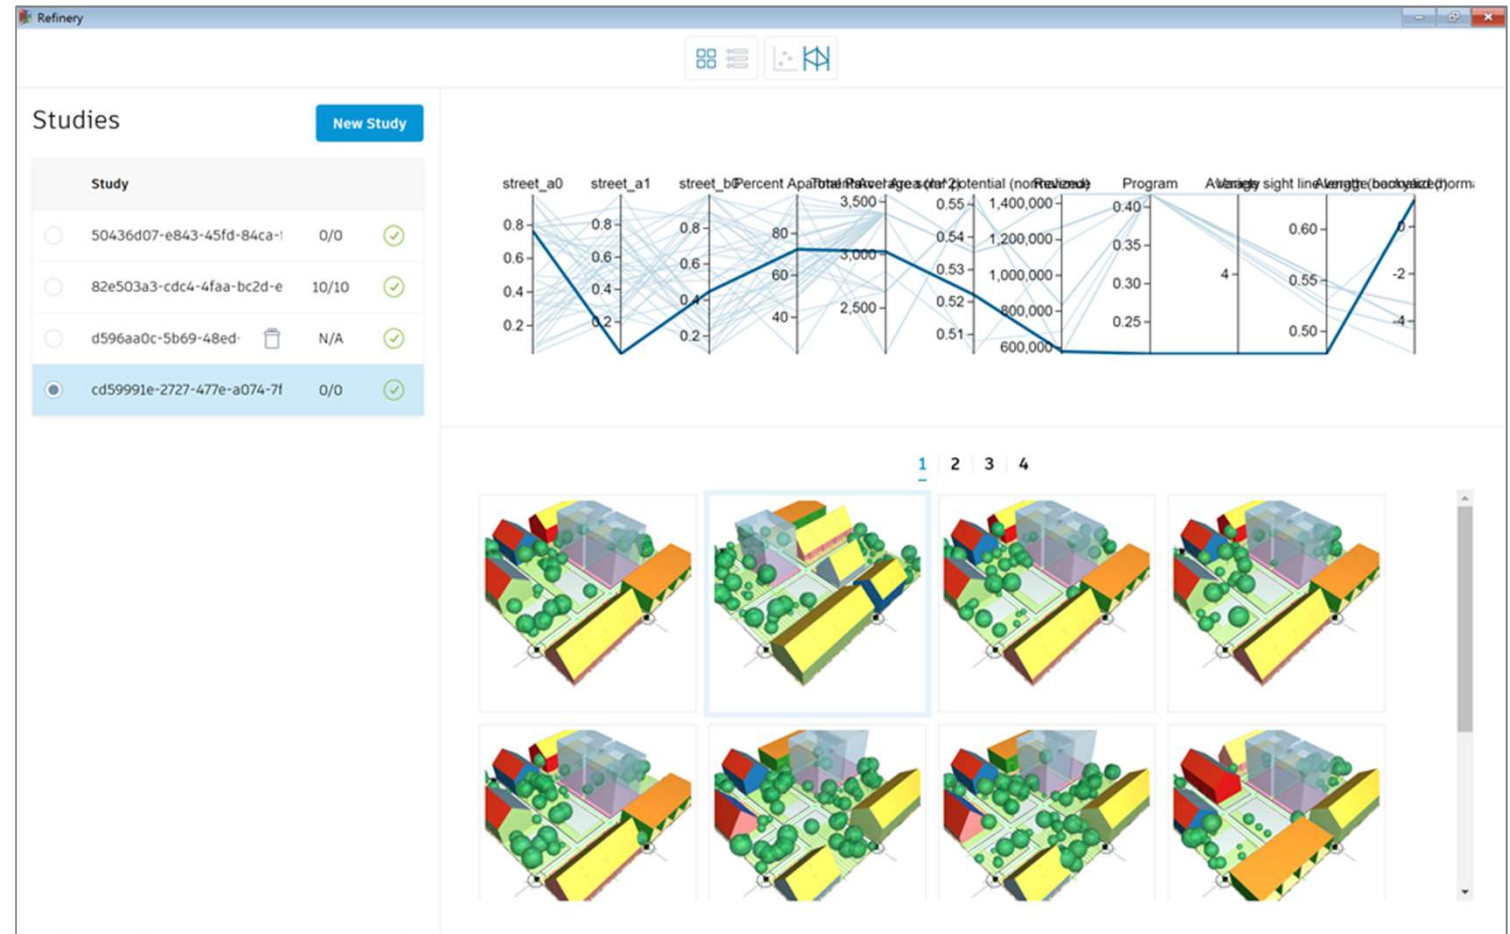 Refinery
Studies
New Study
Study
50436d07-e843-45fd-84ca- 0/0
82e503a3-cdc4-4faa-bc2d-e 10/10
d596aa0c-5b69-48ed- N/A
cd59991e-2727-477e-a074-7f 0/0
street_a0 street_a1 street_b0 Percent Program
0.8 0.6 0.4 0.2
0.8 0.6 0.4 0.2
0.8 0.6 0.4 0.2
80 60 40
3,500 3,000 2,500
0.55 0.54 0.53 0.52 0.51
1,400,000 1,200,000 1,000,000 800,000 600,000
0.40 0.35 0.30 0.25
4
0.60 0.55 0.50
0 -2 -4
1 2 3 4